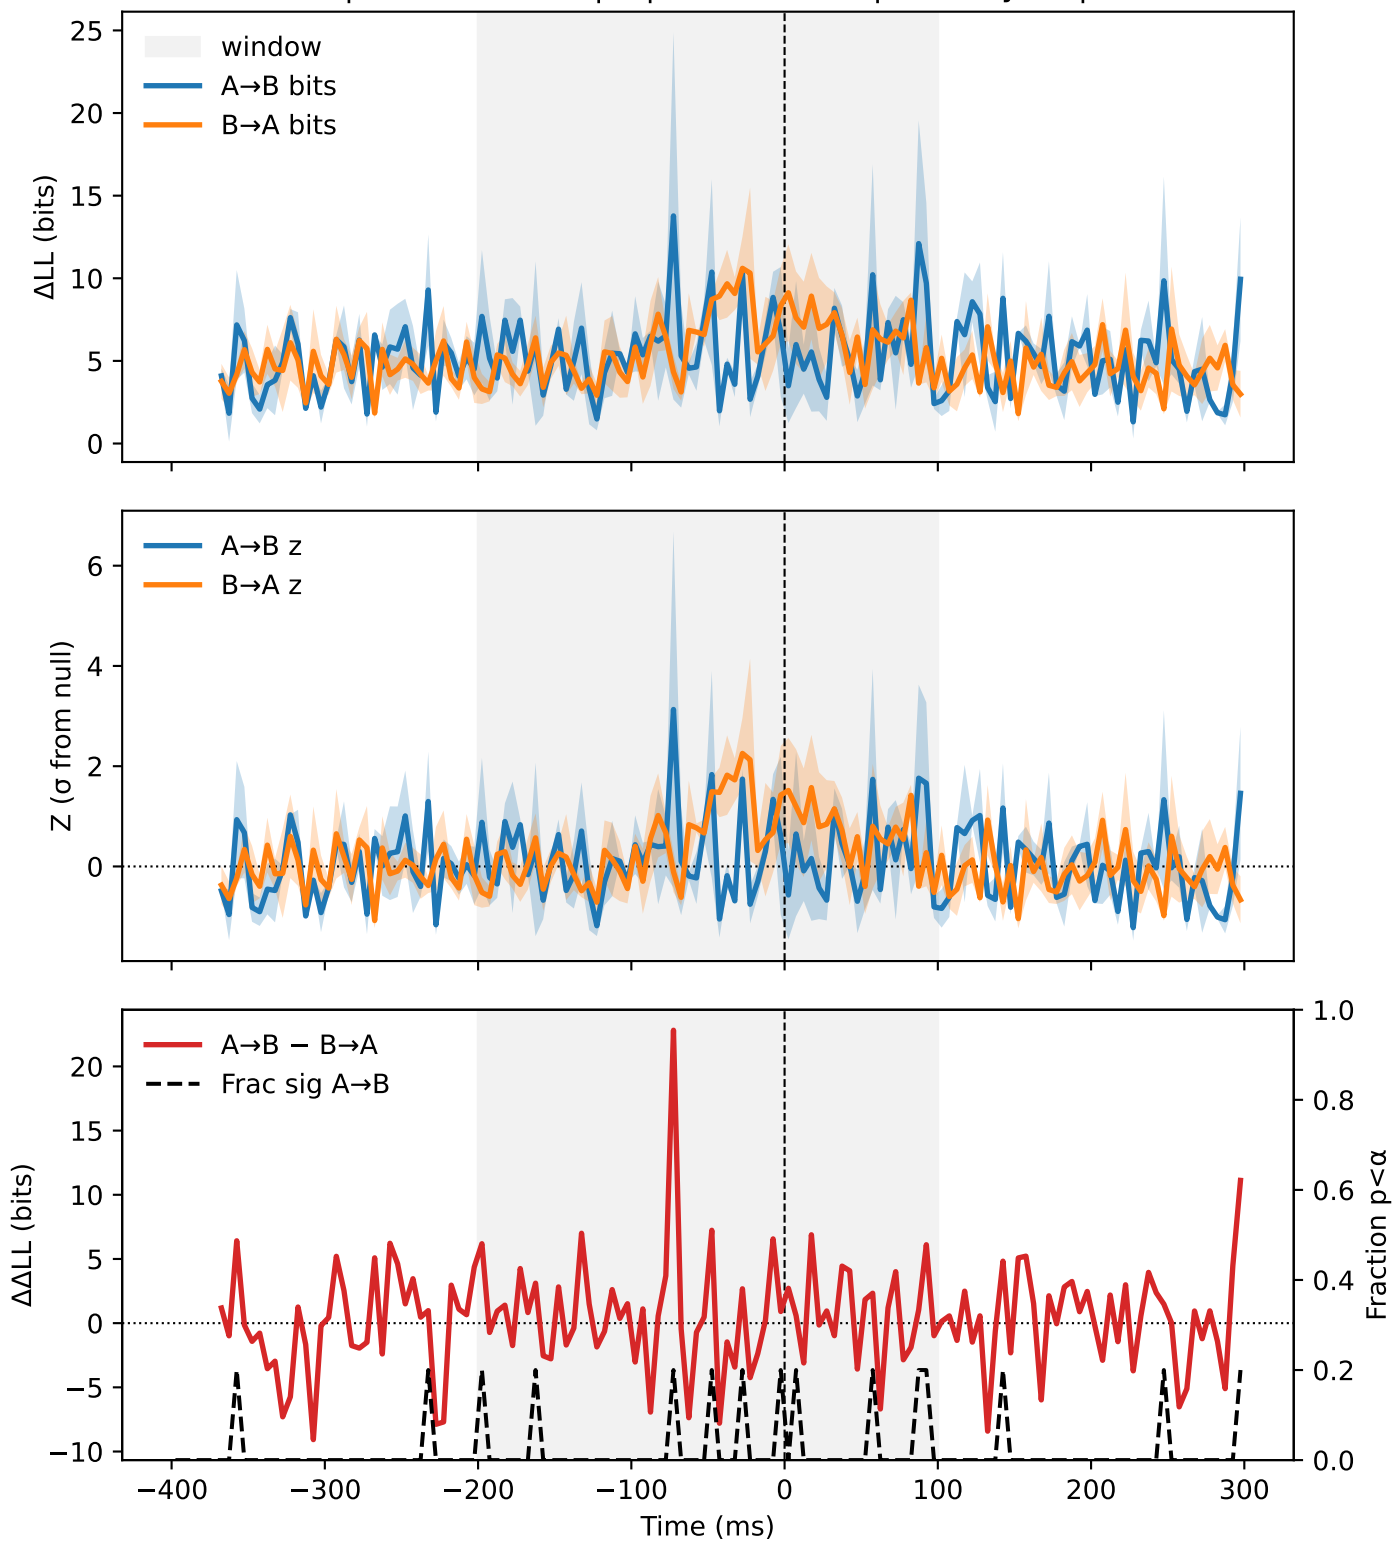 25
20
15
10
5
0
ΔLL (bits)
window
A→B bits
B→A bits
6
4
2
0
Z (σ from null)
A→B z
B→A z
20
15
10
5
0
−5
−10
ΔΔLL (bits)
A→B − B→A
Frac sig A→B
1.0
0.8
0.6
0.4
0.2
0.0
Fraction p<α
−400
−300
−200
−100
0
100
200
300
Time (ms)